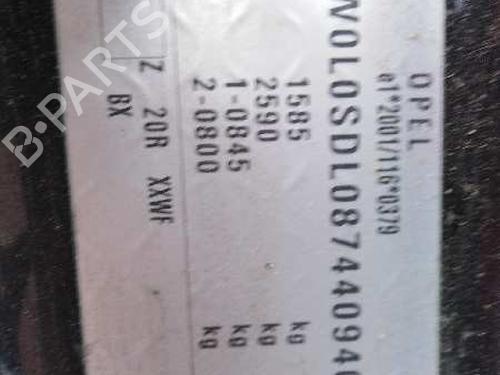 OPEL
e1*2001/116*0379
W0L0SDL08744094
1585 kg
2590 kg
1-0845 kg
2-0800 kg
Z 20R XXWF
BX
B-PARTS